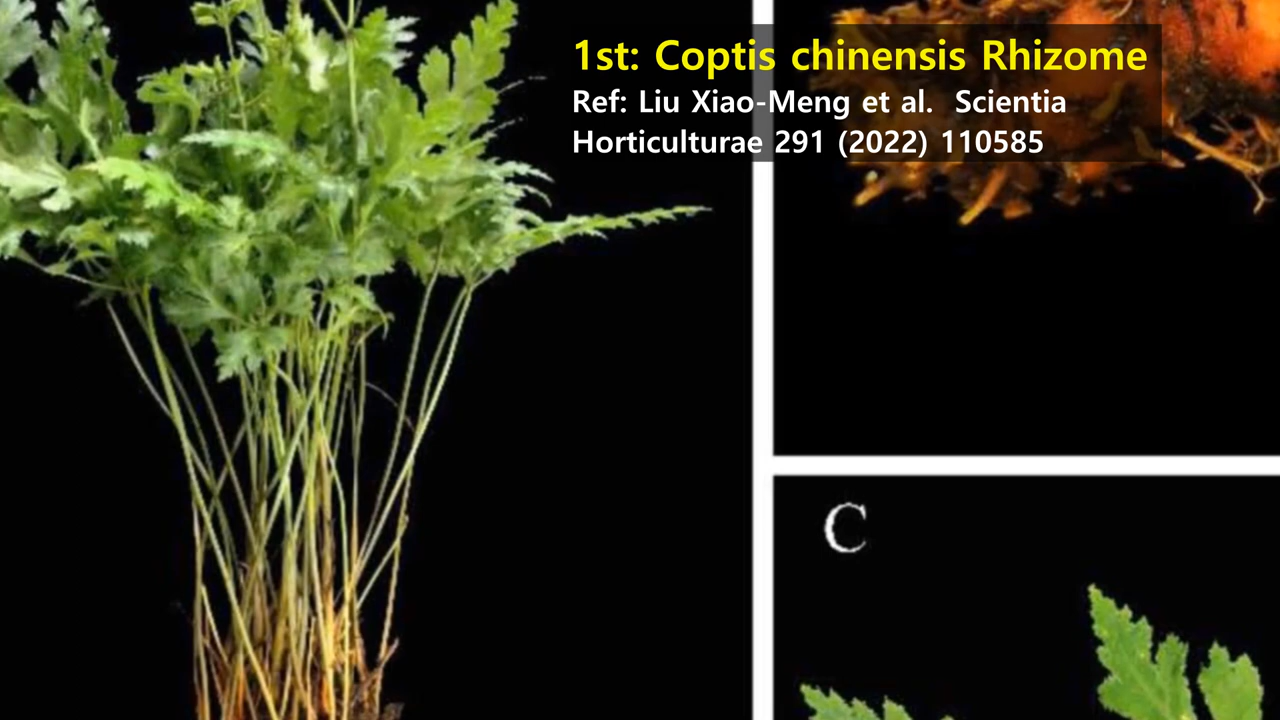 1st: Coptis chinensis Rhizome
Ref: Liu Xiao-Meng et al.  Scientia
Horticulturae 291 (2022) 110585
C